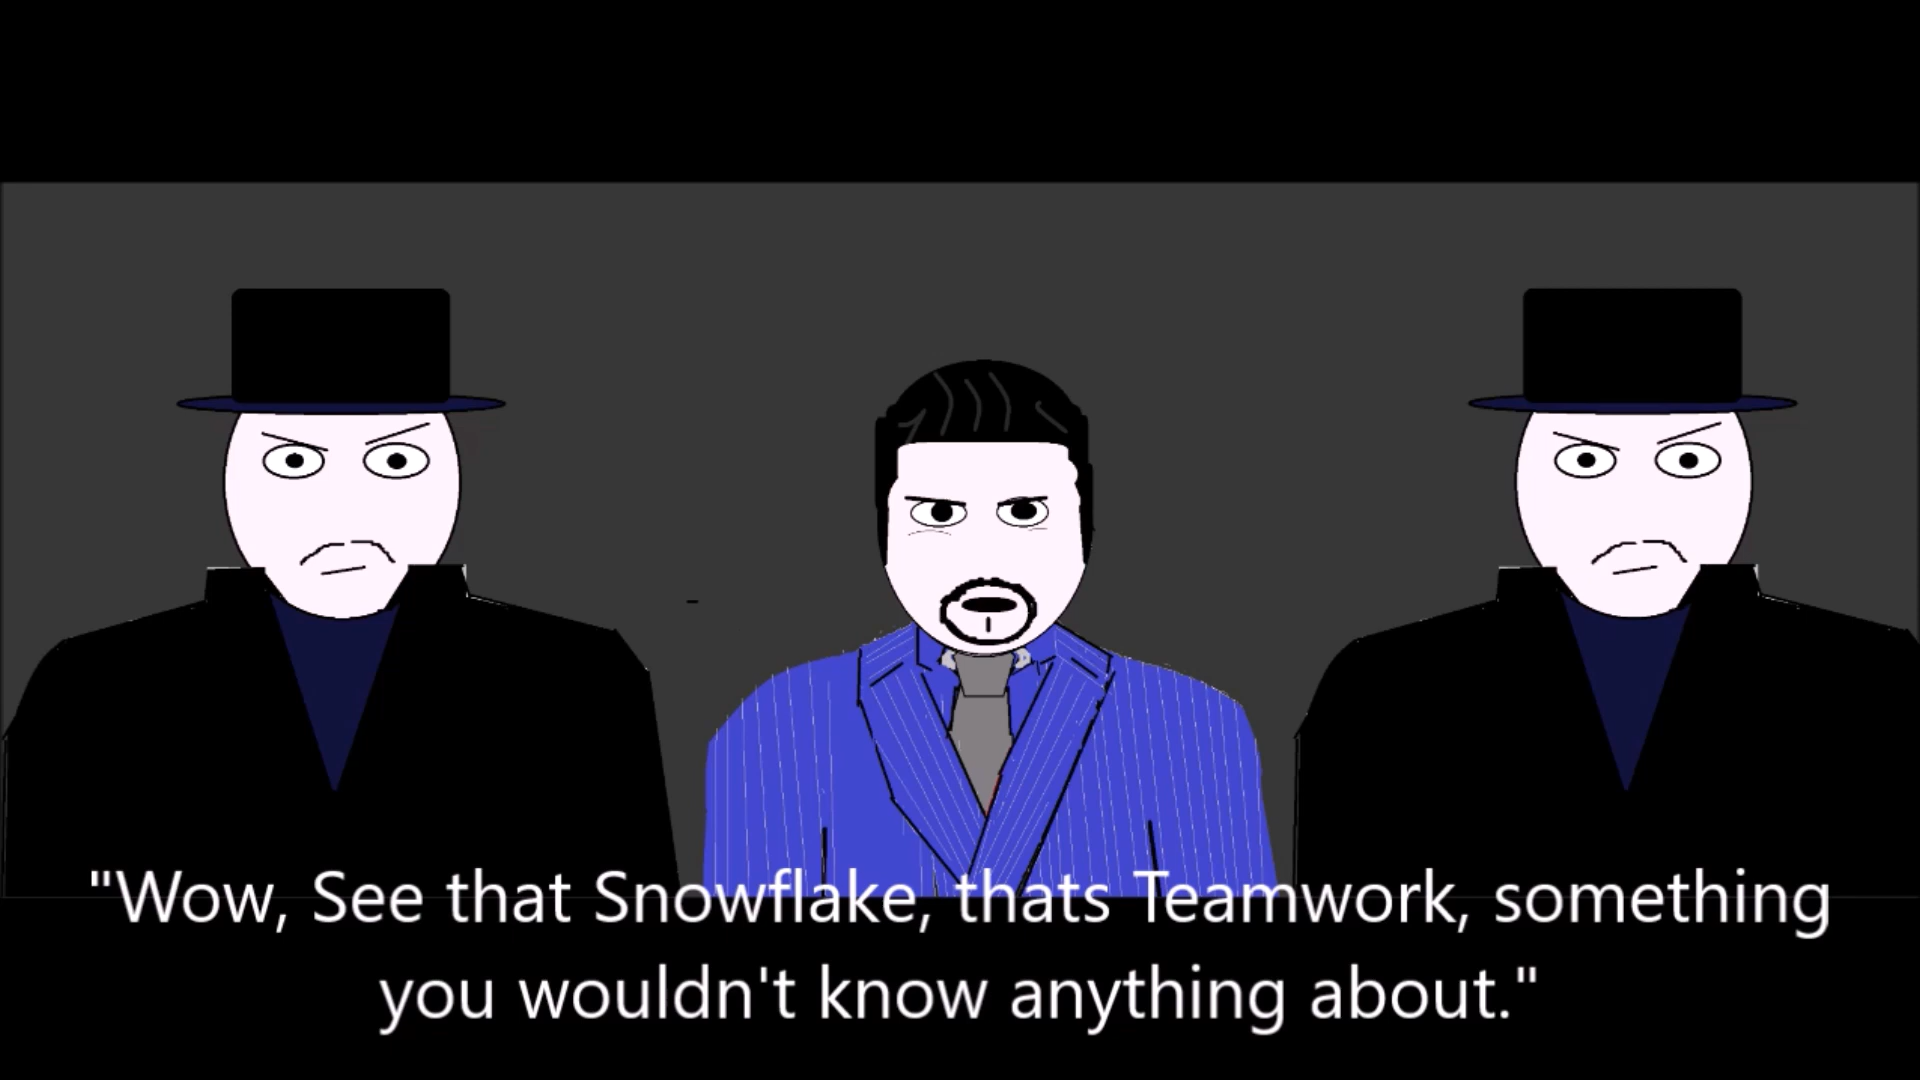 "Wow, See that Snowflake, thats Teamwork, something
you wouldn't know anything about."